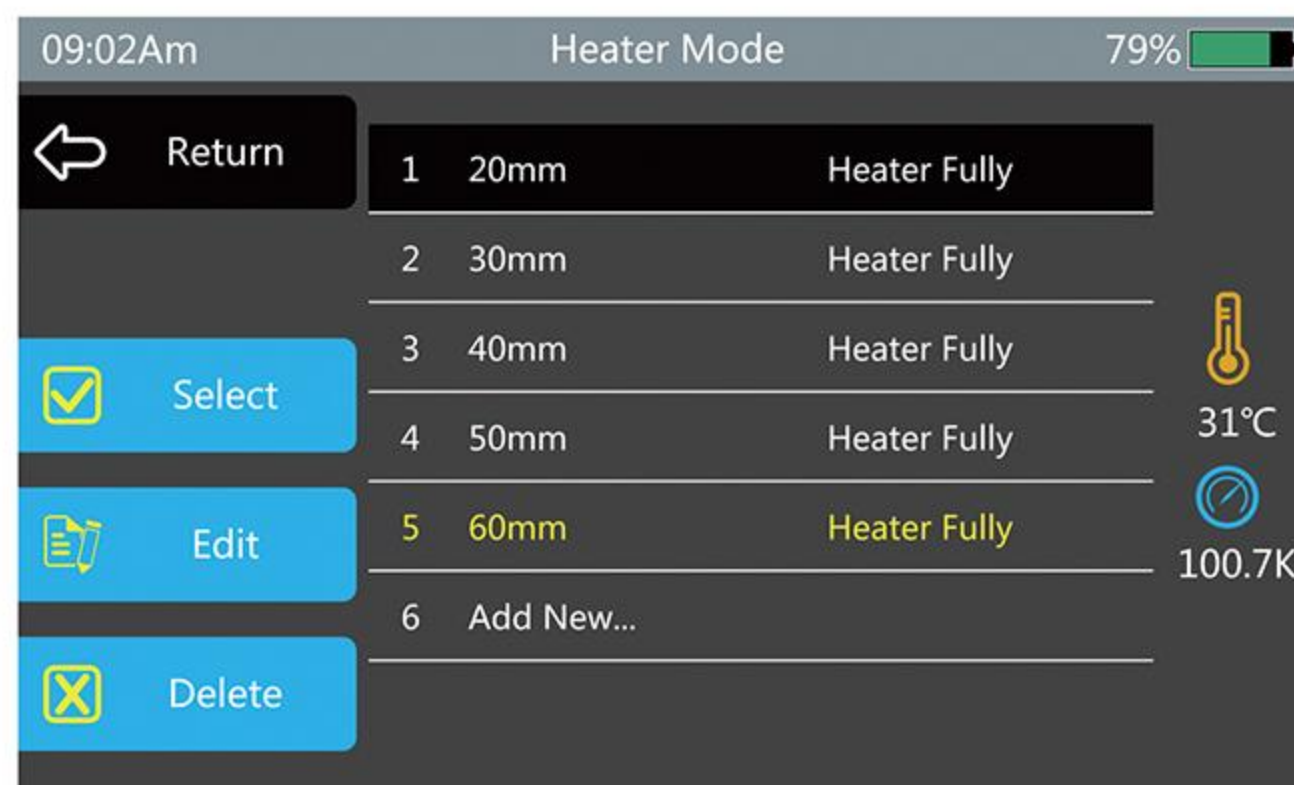 09:02Am Heater Mode 79%
Return
1 20mm Heater Fully
2 30mm Heater Fully
3 40mm Heater Fully
Select
4 50mm Heater Fully
31℃
5 60mm Heater Fully
Edit
100.7K
6 Add New...
Delete